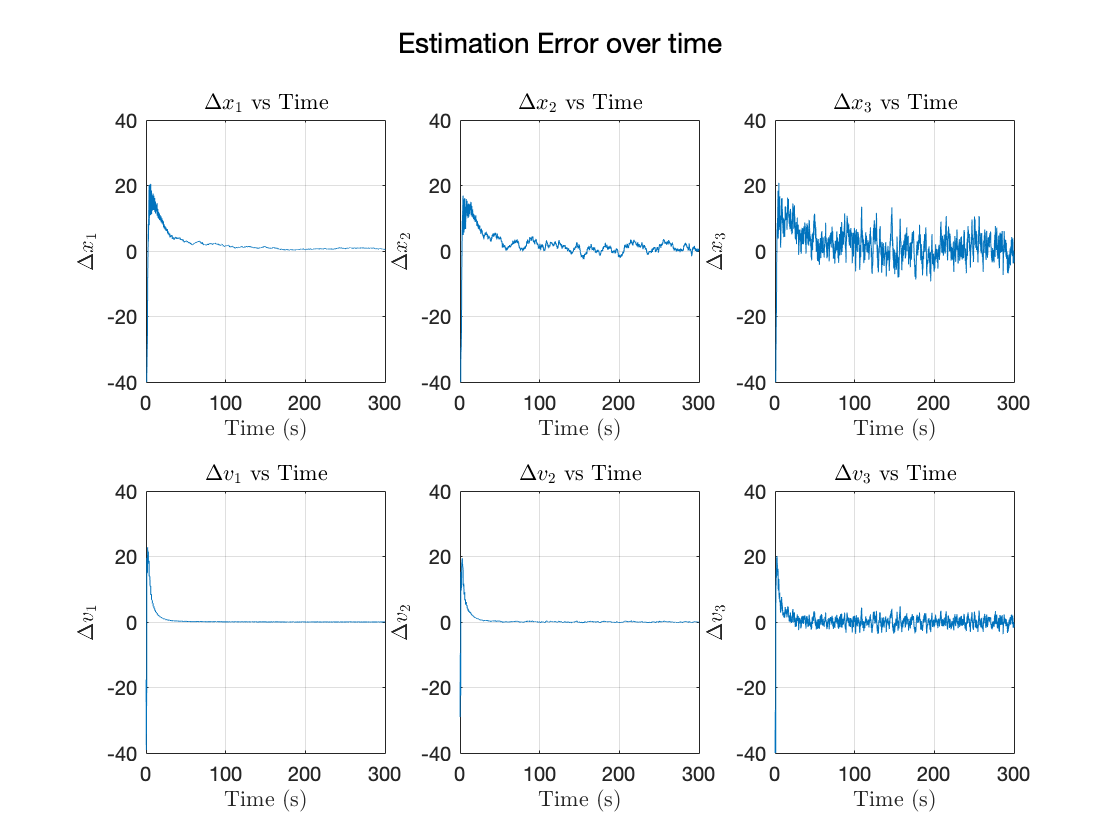 Estimation Error over time
Δx₁ vs Time
Δx₂ vs Time
Δx₃ vs Time
40
20
0
-20
-40
Δx₁
0 100 200 300
Time (s)
40
20
0
-20
-40
Δx₂
0 100 200 300
Time (s)
40
20
0
-20
-40
Δx₃
0 100 200 300
Time (s)
Δv₁ vs Time
Δv₂ vs Time
Δv₃ vs Time
40
20
0
-20
-40
Δv₁
0 100 200 300
Time (s)
40
20
0
-20
-40
Δv₂
0 100 200 300
Time (s)
40
20
0
-20
-40
Δv₃
0 100 200 300
Time (s)